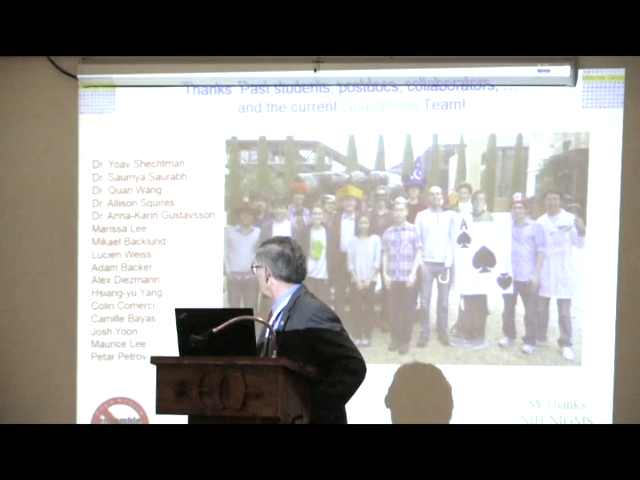 Thanks! Past students, postdocs, collaborators, ...
and the current Guacamole Team!
Dr. Yoav Shechtman
Dr. Saumya Saurabh
Dr. Quan Wang
Dr. Allison Squires
Dr. Anna-Karin Gustavsson
Marissa Lee
Mikael Backlund
Lucien Weiss
Adam Backer
Alex Diezmann
Hsiang-yu Yang
Colin Comerci
Camille Bayas
Josh Yoon
Maurice Lee
Petar Petrov
A
$$ Thanks
NIH-NIGMS